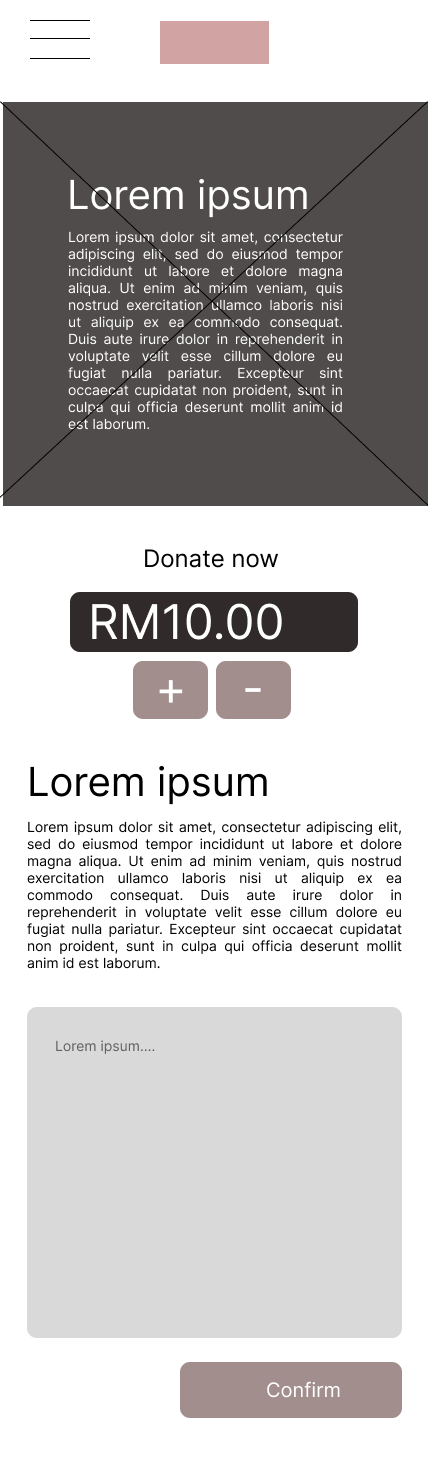 Lorem ipsum
Lorem ipsum dolor sit amet, consectetur
adipiscing elit, sed do eiusmod tempor
incididunt ut labore et dolore magna
aliqua. Ut enim ad minim veniam, quis
nostrud exercitation ullamco laboris nisi
ut aliquip ex ea commodo consequat.
Duis aute irure dolor in reprehenderit in
voluptate velit esse cillum dolore eu
fugiat nulla pariatur. Excepteur sint
occaecat cupidatat non proident, sunt in
culpa qui officia deserunt mollit anim id
est laborum.
Donate now
RM10.00
+ -
Lorem ipsum
Lorem ipsum dolor sit amet, consectetur adipiscing elit,
sed do eiusmod tempor incididunt ut labore et dolore
magna aliqua. Ut enim ad minim veniam, quis nostrud
exercitation ullamco laboris nisi ut aliquip ex ea
commodo consequat. Duis aute irure dolor in
reprehenderit in voluptate velit esse cillum dolore eu
fugiat nulla pariatur. Excepteur sint occaecat cupidatat
non proident, sunt in culpa qui officia deserunt mollit
anim id est laborum.
Lorem ipsum....
Confirm